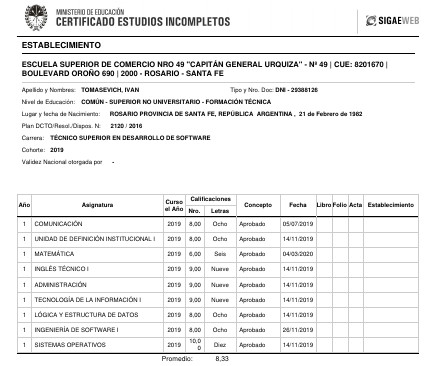 MINISTERIO DE EDUCACIÓN
CERTIFICADO ESTUDIOS INCOMPLETOS
SIGAEWEB
ESTABLECIMIENTO
ESCUELA SUPERIOR DE COMERCIO NRO 49 "CAPITÁN GENERAL URQUIZA" - Nº 49 | CUE: 8201670 |
BOULEVARD OROÑO 690 | 2000 - ROSARIO - SANTA FE
Apellido y Nombres: TOMASEVICH, IVAN Tipo y Nro. Doc: DNI - 29388126
Nivel de Educación: COMÚN - SUPERIOR NO UNIVERSITARIO - FORMACIÓN TÉCNICA
Lugar y fecha de Nacimiento: ROSARIO PROVINCIA DE SANTA FE, REPÚBLICA ARGENTINA , 21 de Febrero de 1982
Plan DCTO/Resol./Dispos. N: 2120 / 2016
Carrera: TÉCNICO SUPERIOR EN DESARROLLO DE SOFTWARE
Cohorte: 2019
Validez Nacional otorgada por -
Año Asignatura Curso el Año Calificaciones Nro. Letras Concepto Fecha Libro Folio Acta Establecimiento
1 COMUNICACIÓN 2019 8,00 Ocho Aprobado 05/07/2019
1 UNIDAD DE DEFINICIÓN INSTITUCIONAL I 2019 8,00 Ocho Aprobado 14/11/2019
1 MATEMÁTICA 2019 6,00 Seis Aprobado 04/03/2020
1 INGLÉS TÉCNICO I 2019 9,00 Nueve Aprobado 14/11/2019
1 ADMINISTRACIÓN 2019 9,00 Nueve Aprobado 14/11/2019
1 TECNOLOGÍA DE LA INFORMACIÓN I 2019 9,00 Nueve Aprobado 14/11/2019
1 LÓGICA Y ESTRUCTURA DE DATOS 2019 8,00 Ocho Aprobado 14/11/2019
1 INGENIERÍA DE SOFTWARE I 2019 8,00 Ocho Aprobado 26/11/2019
1 SISTEMAS OPERATIVOS 2019 10,00 Diez Aprobado 14/11/2019
Promedio: 8,33